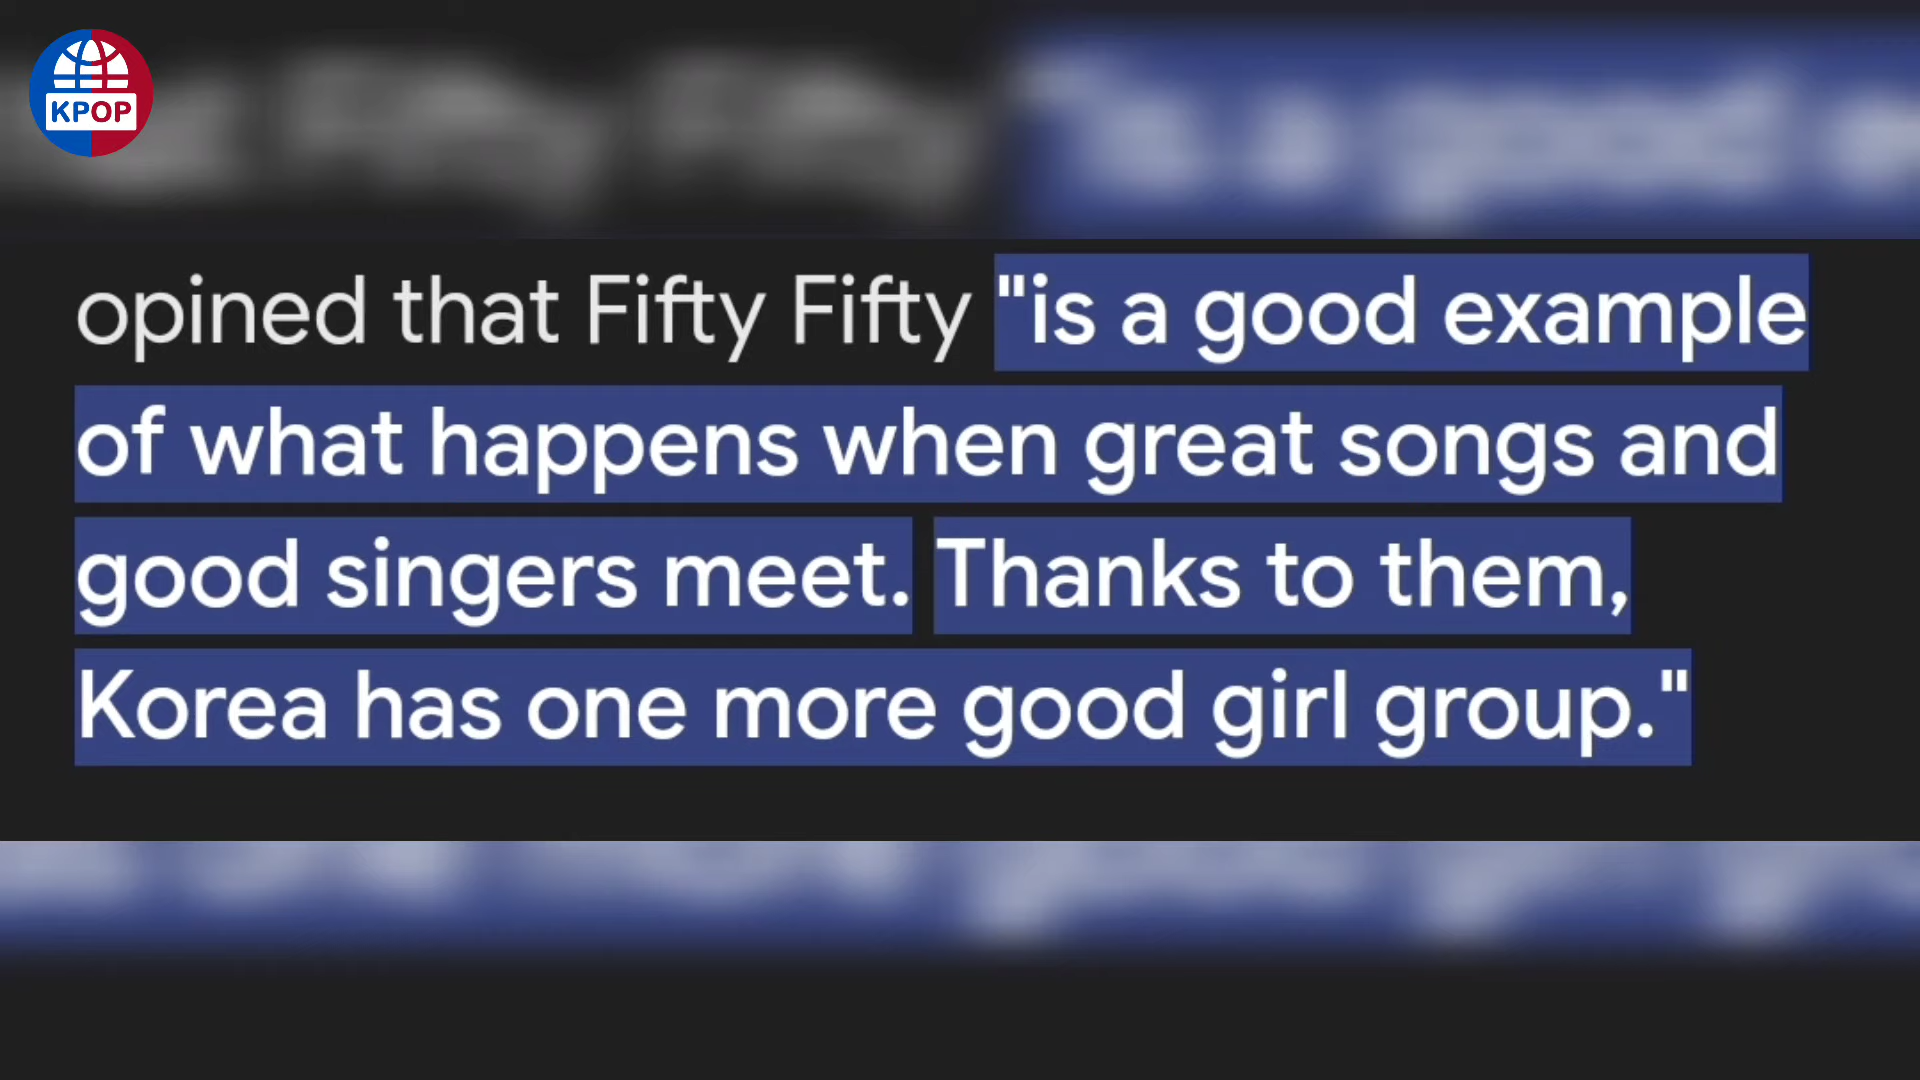 KPOP
opined that Fifty Fifty "is a good example
of what happens when great songs and
good singers meet. Thanks to them,
Korea has one more good girl group."